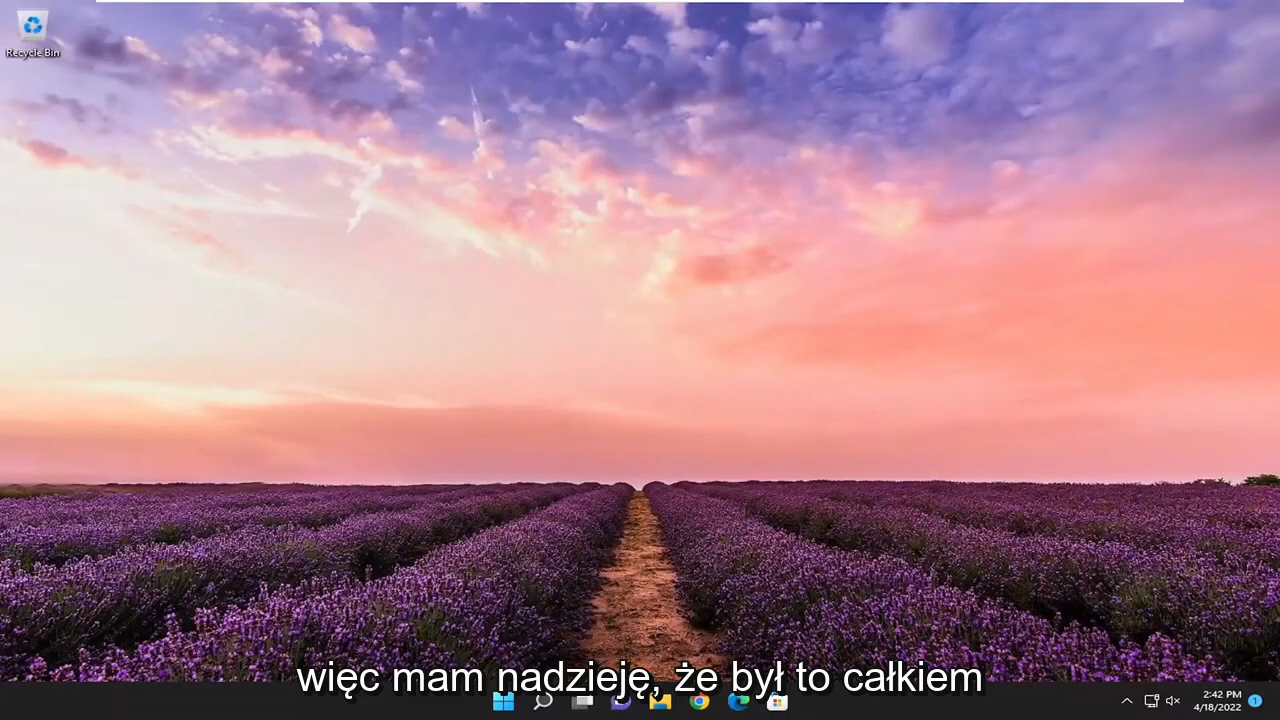 Recycle Bin
więc mam nadzieję, że był to całkiem
2:42 PM
4/18/2022
1